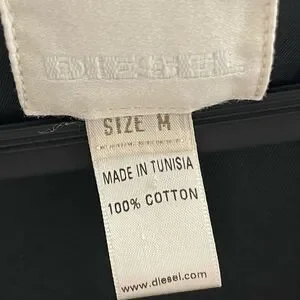 DIESEL
SIZE M
MADE IN TUNISIA
100% COTTON
www.diesel.com